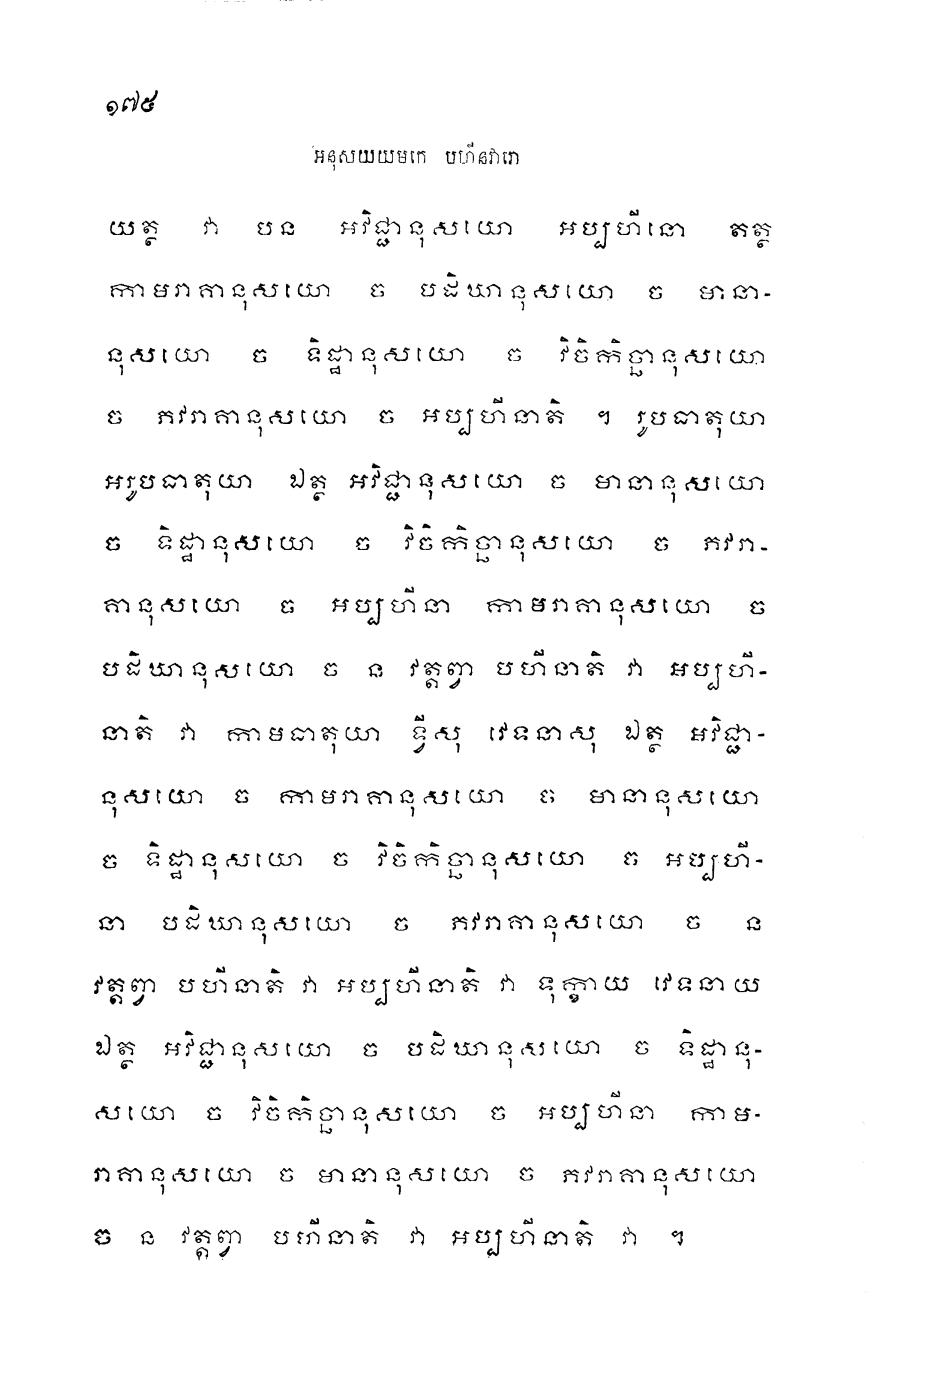 ១៧៥
អនុសយយមកេ បហីនវារោ
យត្ថ វា បន អវិជ្ជានុសយោ អប្បហីនោ តត្ថ
កាមរាគានុសយោ ច បដិឃានុសយោ ច មានា-
នុសយោ ច ទិដ្ឋានុសយោ ច វិចិកិច្ឆានុសយោ
ច ភវរាគានុសយោ ច អប្បហីនាតិ ។ រូបធាតុយា
អរូបធាតុយា ឯត្ថ អវិជ្ជានុសយោ ច មានានុសយោ
ច ទិដ្ឋានុសយោ ច វិចិកិច្ឆានុសយោ ច ភវរា-
គានុសយោ ច អប្បហីនា កាមរាគានុសយោ ច
បដិឃានុសយោ ច ន វត្តព្វា បហីនាតិ វា អប្បហី-
នាតិ វា កាមធាតុយា ទ្វីសុ វេទនាសុ ឯត្ថ អវិជ្ជា-
នុសយោ ច កាមរាគានុសយោ ច មានានុសយោ
ច ទិដ្ឋានុសយោ ច វិចិកិច្ឆានុសយោ ច អប្បហី-
នា បដិឃានុសយោ ច ភវរាគានុសយោ ច ន
វត្តព្វា បហីនាតិ វា អប្បហីនាតិ វា ទុក្ខាយ វេទនាយ
ឯត្ថ អវិជ្ជានុសយោ ច បដិឃានុសយោ ច ទិដ្ឋានុ-
សយោ ច វិចិកិច្ឆានុសយោ ច អប្បហីនា កាម-
រាគានុសយោ ច មានានុសយោ ច ភវរាគានុសយោ
ច ន វត្តព្វា បហីនាតិ វា អប្បហីនាតិ វា ។